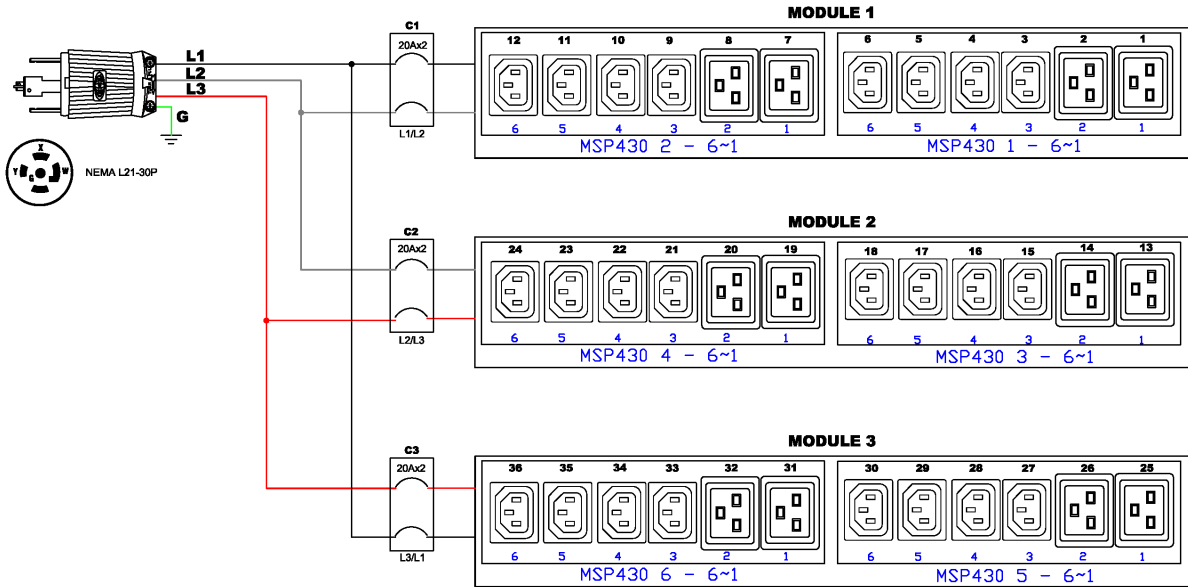 MODULE 1
C1
20Ax2
L1/L2
12 11 10 9 8 7 6 5 4 3 2 1
6 5 4 3 2 1 6 5 4 3 2 1
MSP430 2 - 6~1 MSP430 1 - 6~1
L1
L2
L3
G
X
Y G W
NEMA L21-30P
MODULE 2
C2
20Ax2
L2/L3
24 23 22 21 20 19 18 17 16 15 14 13
6 5 4 3 2 1 6 5 4 3 2 1
MSP430 4 - 6~1 MSP430 3 - 6~1
MODULE 3
C3
20Ax2
L3/L1
36 35 34 33 32 31 30 29 28 27 26 25
6 5 4 3 2 1 6 5 4 3 2 1
MSP430 6 - 6~1 MSP430 5 - 6~1